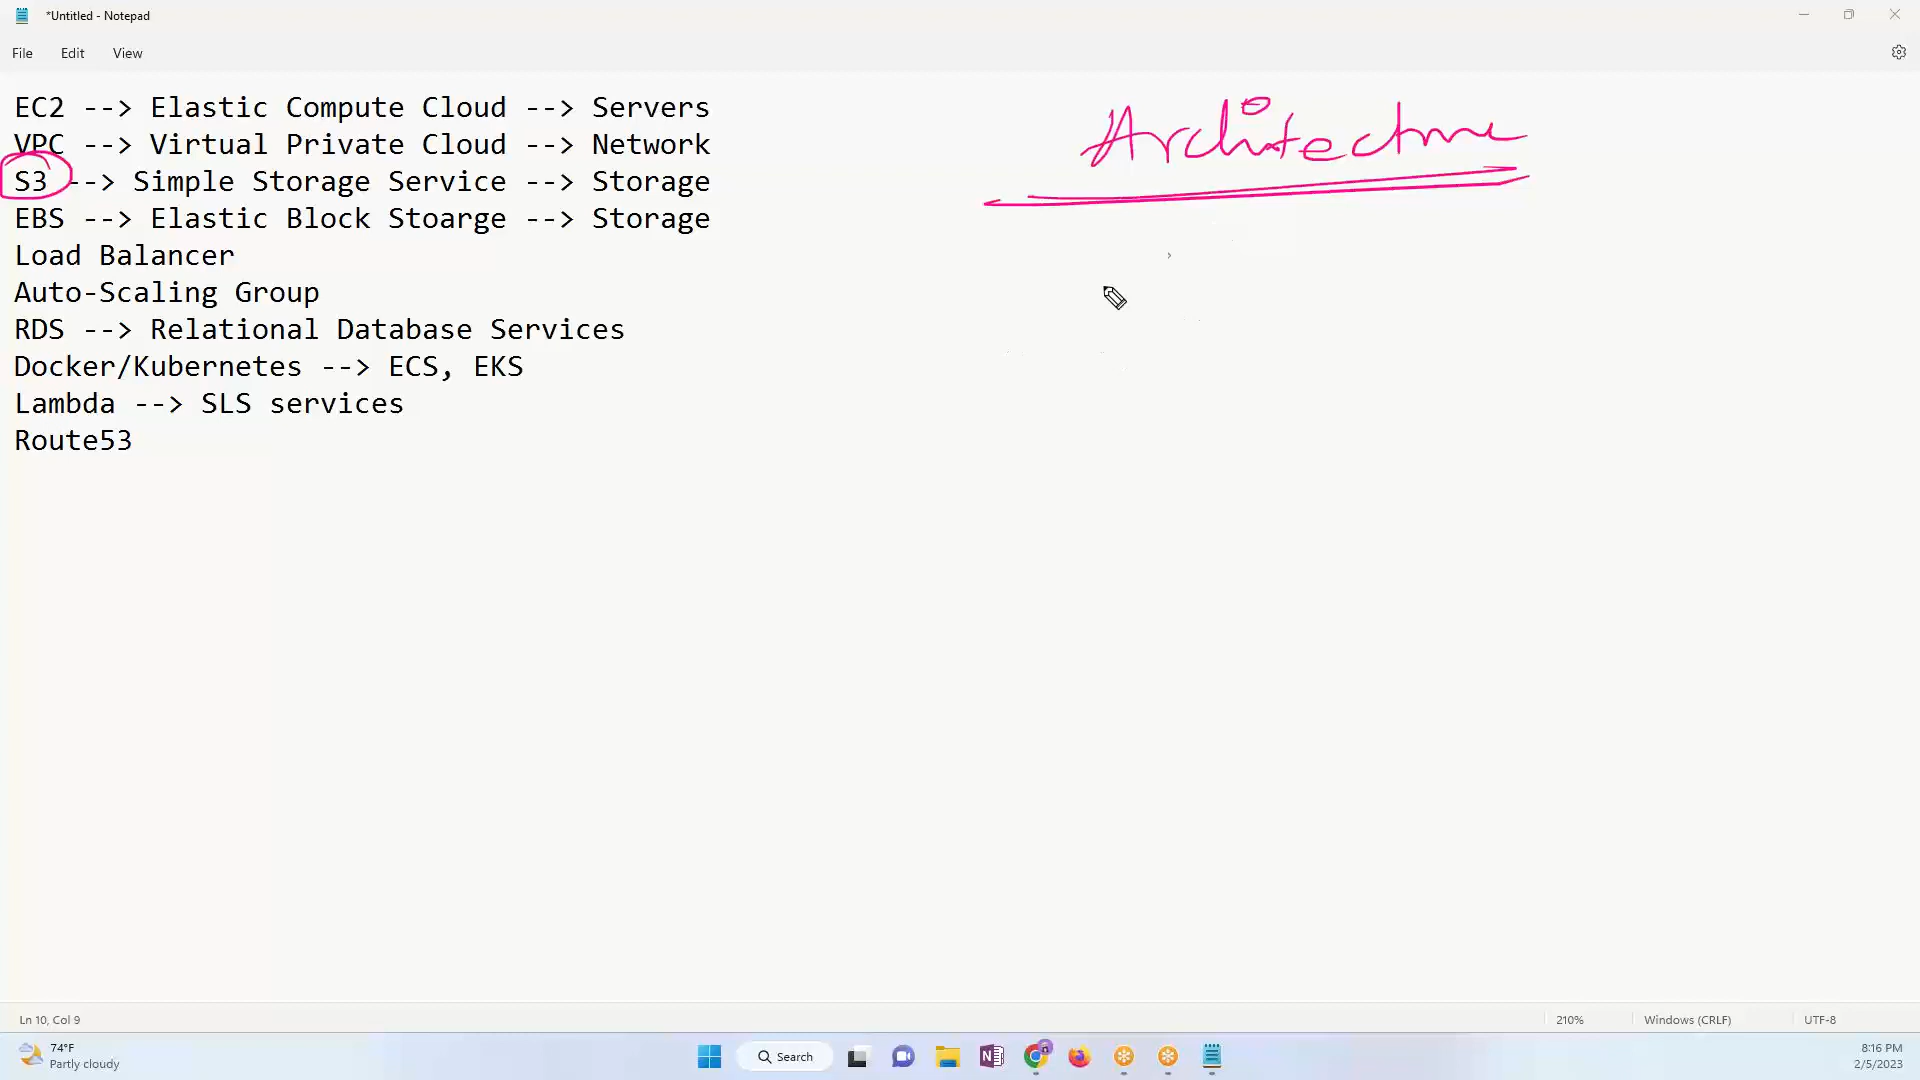 *Untitled - Notepad
File Edit View
EC2 --> Elastic Compute Cloud --> Servers
VPC --> Virtual Private Cloud --> Network
S3 --> Simple Storage Service --> Storage
EBS --> Elastic Block Stoarge --> Storage
Load Balancer
Auto-Scaling Group
RDS --> Relational Database Services
Docker/Kubernetes --> ECS, EKS
Lambda --> SLS services
Route53
Architecture
Ln 10, Col 9 210% Windows (CRLF) UTF-8
74°F
Partly cloudy
Search
8:16 PM
2/5/2023